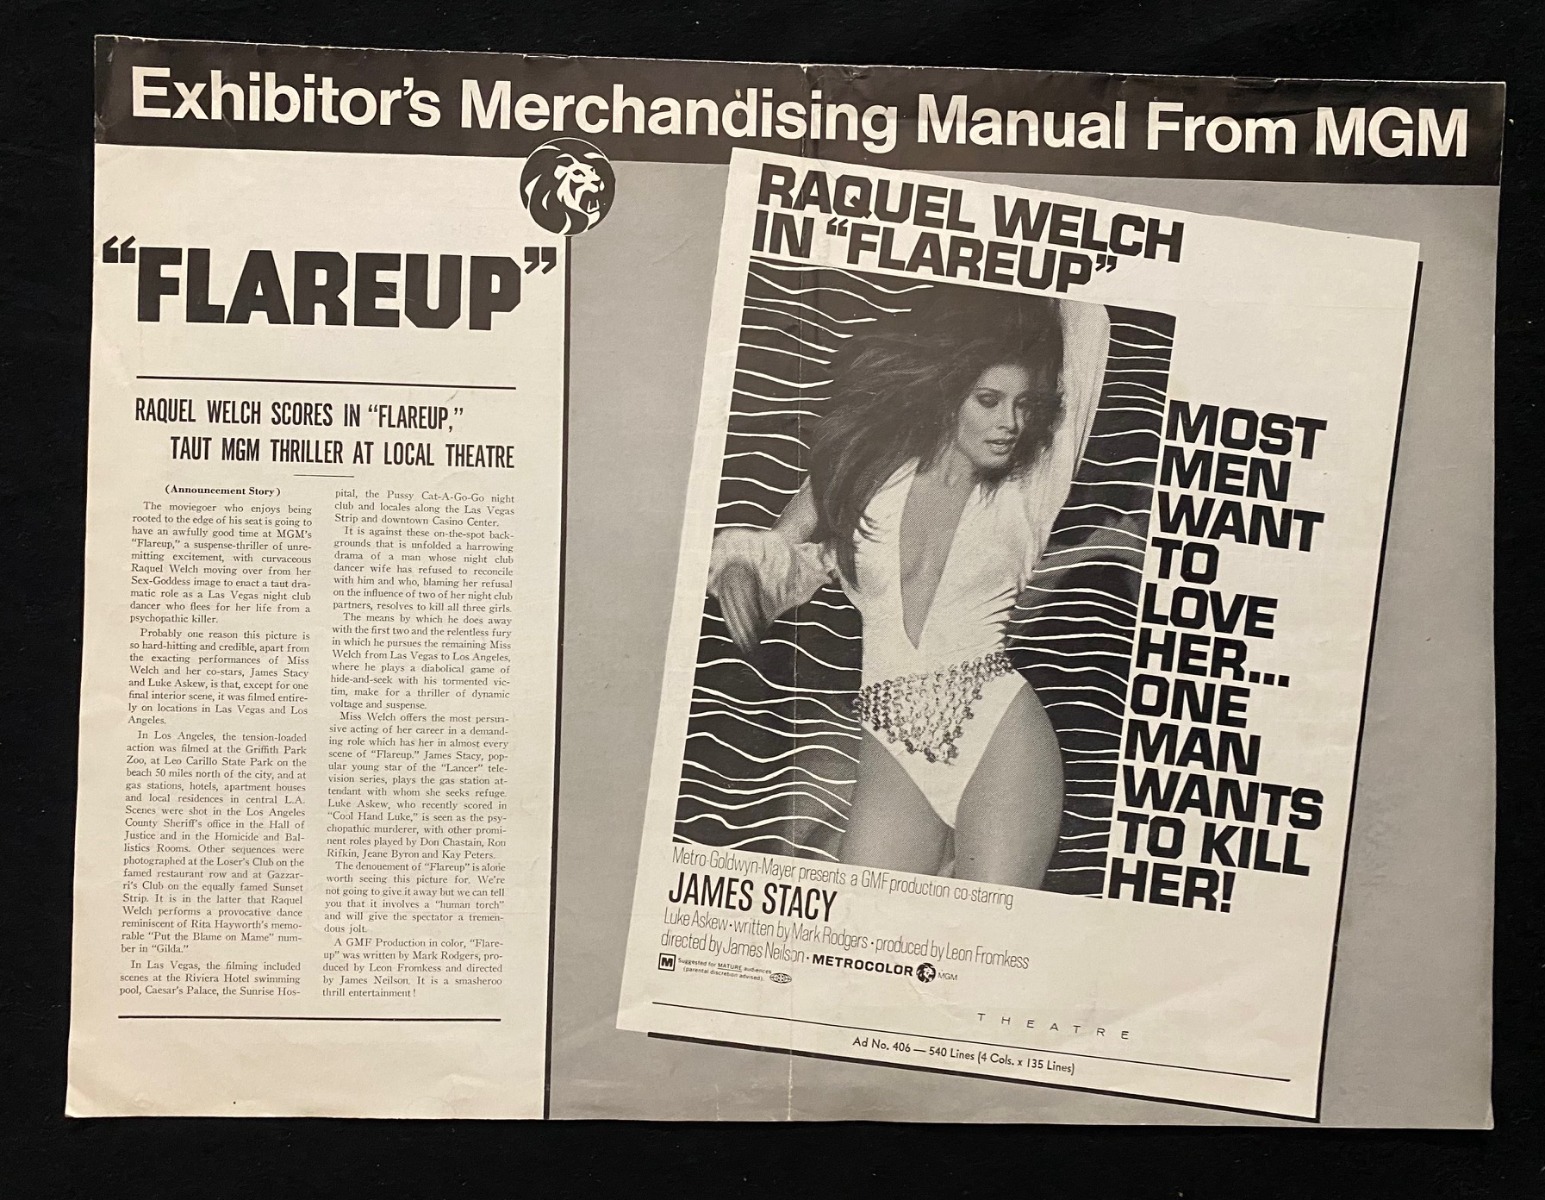 Exhibitor's Merchandising Manual From MGM
“FLAREUP”
RAQUEL WELCH SCORES IN “FLAREUP,”
TAUT MGM THRILLER AT LOCAL THEATRE
(Announcement Story)
The moviegoer who enjoys being
rooted to the edge of his seat is going to
have an awfully good time at MGM's
“Flareup,” a suspense-thriller of unre-
mitting excitement, with curvaceous
Raquel Welch moving over from her
Sex-Goddess image to enact a taut dra-
matic role as a Las Vegas night club
dancer who flees for her life from a
psychopathic killer.
Probably one reason this picture is
so hard-hitting and credible, apart from
the exacting performances of Miss
Welch and her co-stars, James Stacy
and Luke Askew, is that, except for one
final interior scene, it was filmed entire-
ly on locations in Las Vegas and Los
Angeles.
In Los Angeles, the tension-loaded
action was filmed at the Griffith Park
Zoo, at Leo Carillo State Park on the
beach 50 miles north of the city, and at
gas stations, hotels, apartment houses
and local residences in central L.A.
Scenes were shot in the Los Angeles
County Sheriff's office in the Hall of
Justice and in the Homicide and Bal-
listics Rooms. Other sequences were
photographed at the Loser's Club on the
famed restaurant row and at Gazzar-
ri's Club on the equally famed Sunset
Strip. It is in the latter that Raquel
Welch performs a provocative dance
reminiscent of Rita Hayworth's memo-
rable “Put the Blame on Mame” num-
ber in “Gilda.”
In Las Vegas, the filming included
scenes at the Riviera Hotel swimming
pool, Caesar's Palace, the Sunrise Hos-
pital, the Pussy Cat-A-Go-Go night
club and locales along the Las Vegas
Strip and downtown Casino Center.
It is against these on-the-spot back-
grounds that is unfolded a harrowing
drama of a man whose night club
dancer wife has refused to reconcile
with him and who, blaming her refusal
on the influence of two of her night club
partners, resolves to kill all three girls.
The means by which he does away
with the first two and the relentless fury
in which he pursues the remaining Miss
Welch from Las Vegas to Los Angeles,
where he plays a diabolical game of
hide-and-seek with his tormented vic-
tim, make for a thriller of dynamic
voltage and suspense.
Miss Welch offers the most persua-
sive acting of her career in a demand-
ing role which has her in almost every
scene of “Flareup.” James Stacy, pop-
ular young star of the “Lancer” tele-
vision series, plays the gas station at-
tendant with whom she seeks refuge.
Luke Askew, who recently scored in
“Cool Hand Luke,” is seen as the psy-
chopathic murderer, with other promi-
nent roles played by Don Chastain, Ron
Rifkin, Jeane Byron and Kay Peters.
The denouement of “Flareup” is alone
worth seeing this picture for. We're
not going to give it away but we can tell
you that it involves a “human torch”
and will give the spectator a tremen-
dous jolt.
A GMF Production in color, “Flare-
up” was written by Mark Rodgers, pro-
duced by Leon Fromkess and directed
by James Neilson. It is a smasheroo
thrill entertainment!
RAQUEL WELCH
IN “FLAREUP”
MOST
MEN
WANT
TO
LOVE
HER...
ONE
MAN
WANTS
TO KILL
HER!
Metro-Goldwyn-Mayer presents a GMF production co-starring
JAMES STACY
Luke Askew • written by Mark Rodgers • produced by Leon Fromkess
directed by James Neilson • METROCOLOR MGM
M Suggested for MATURE audiences
(parental discretion advised).
THEATRE
Ad No. 406 — 540 Lines (4 Cols. x 135 Lines)